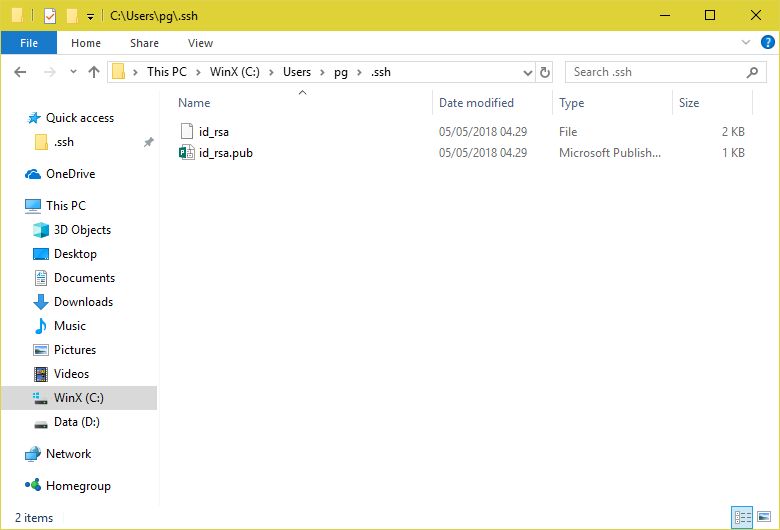 C:\Users\pg\.ssh
File Home Share View
This PC WinX (C:) Users pg .ssh Search .ssh
Name Date modified Type Size
id_rsa 05/05/2018 04.29 File 2 KB
id_rsa.pub 05/05/2018 04.29 Microsoft Publish... 1 KB
Quick access
.ssh
OneDrive
This PC
3D Objects
Desktop
Documents
Downloads
Music
Pictures
Videos
WinX (C:)
Data (D:)
Network
Homegroup
2 items